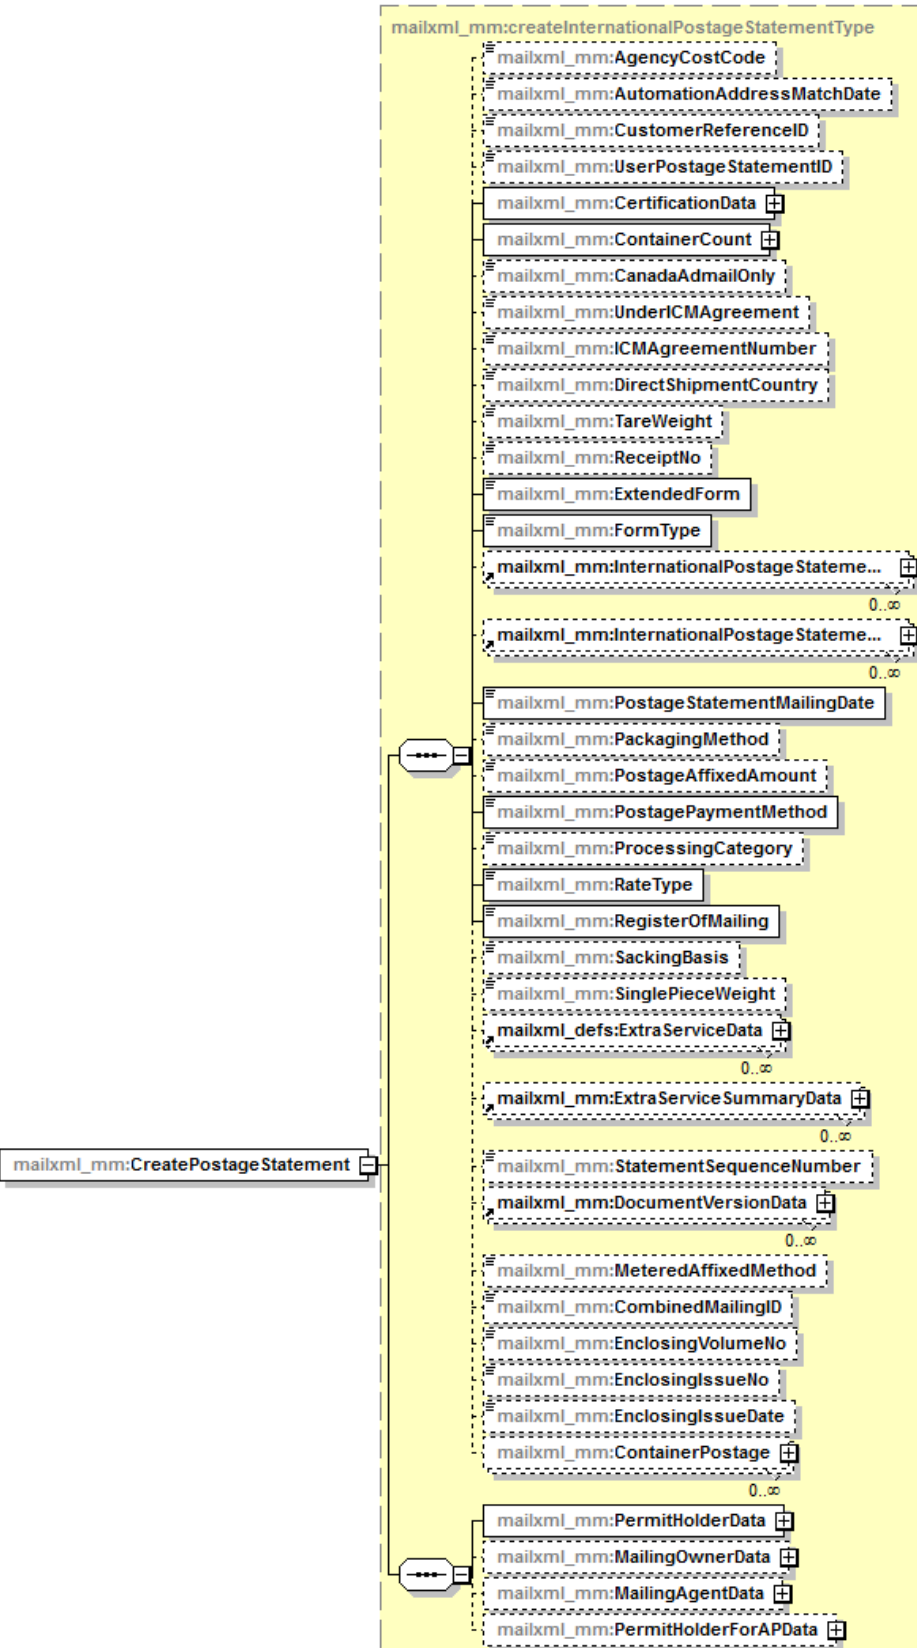 mailxml_mm:createInternationalPostageStatementType
mailxml_mm:AgencyCostCode
mailxml_mm:AutomationAddressMatchDate
mailxml_mm:CustomerReferenceID
mailxml_mm:UserPostageStatementID
mailxml_mm:CertificationData
mailxml_mm:ContainerCount
mailxml_mm:CanadaAdmailOnly
mailxml_mm:UnderICMAgreement
mailxml_mm:ICMAgreementNumber
mailxml_mm:DirectShipmentCountry
mailxml_mm:TareWeight
mailxml_mm:ReceiptNo
mailxml_mm:ExtendedForm
mailxml_mm:FormType
mailxml_mm:InternationalPostageStateme...
0..∞
mailxml_mm:InternationalPostageStateme...
0..∞
mailxml_mm:PostageStatementMailingDate
mailxml_mm:PackagingMethod
mailxml_mm:PostageAffixedAmount
mailxml_mm:PostagePaymentMethod
mailxml_mm:ProcessingCategory
mailxml_mm:RateType
mailxml_mm:RegisterOfMailing
mailxml_mm:SackingBasis
mailxml_mm:SinglePieceWeight
mailxml_defs:ExtraServiceData
0..∞
mailxml_mm:ExtraServiceSummaryData
0..∞
mailxml_mm:CreatePostageStatement
mailxml_mm:StatementSequenceNumber
mailxml_mm:DocumentVersionData
0..∞
mailxml_mm:MeteredAffixedMethod
mailxml_mm:CombinedMailingID
mailxml_mm:EnclosingVolumeNo
mailxml_mm:EnclosingIssueNo
mailxml_mm:EnclosingIssueDate
mailxml_mm:ContainerPostage
0..∞
mailxml_mm:PermitHolderData
mailxml_mm:MailingOwnerData
mailxml_mm:MailingAgentData
mailxml_mm:PermitHolderForAPData